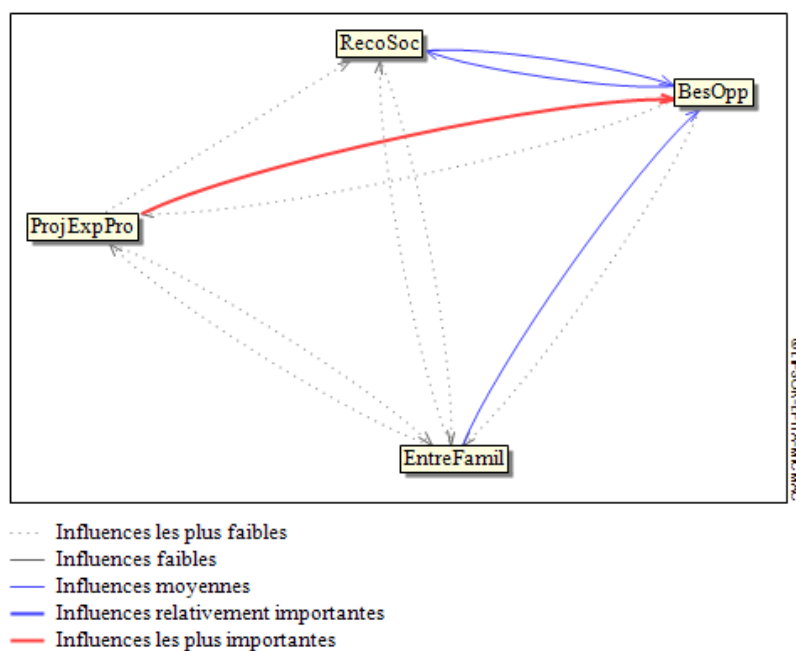 RecoSoc
BesOpp
ProjExpPro
EntreFamil
Influences les plus faibles
Influences faibles
Influences moyennes
Influences relativement importantes
Influences les plus importantes